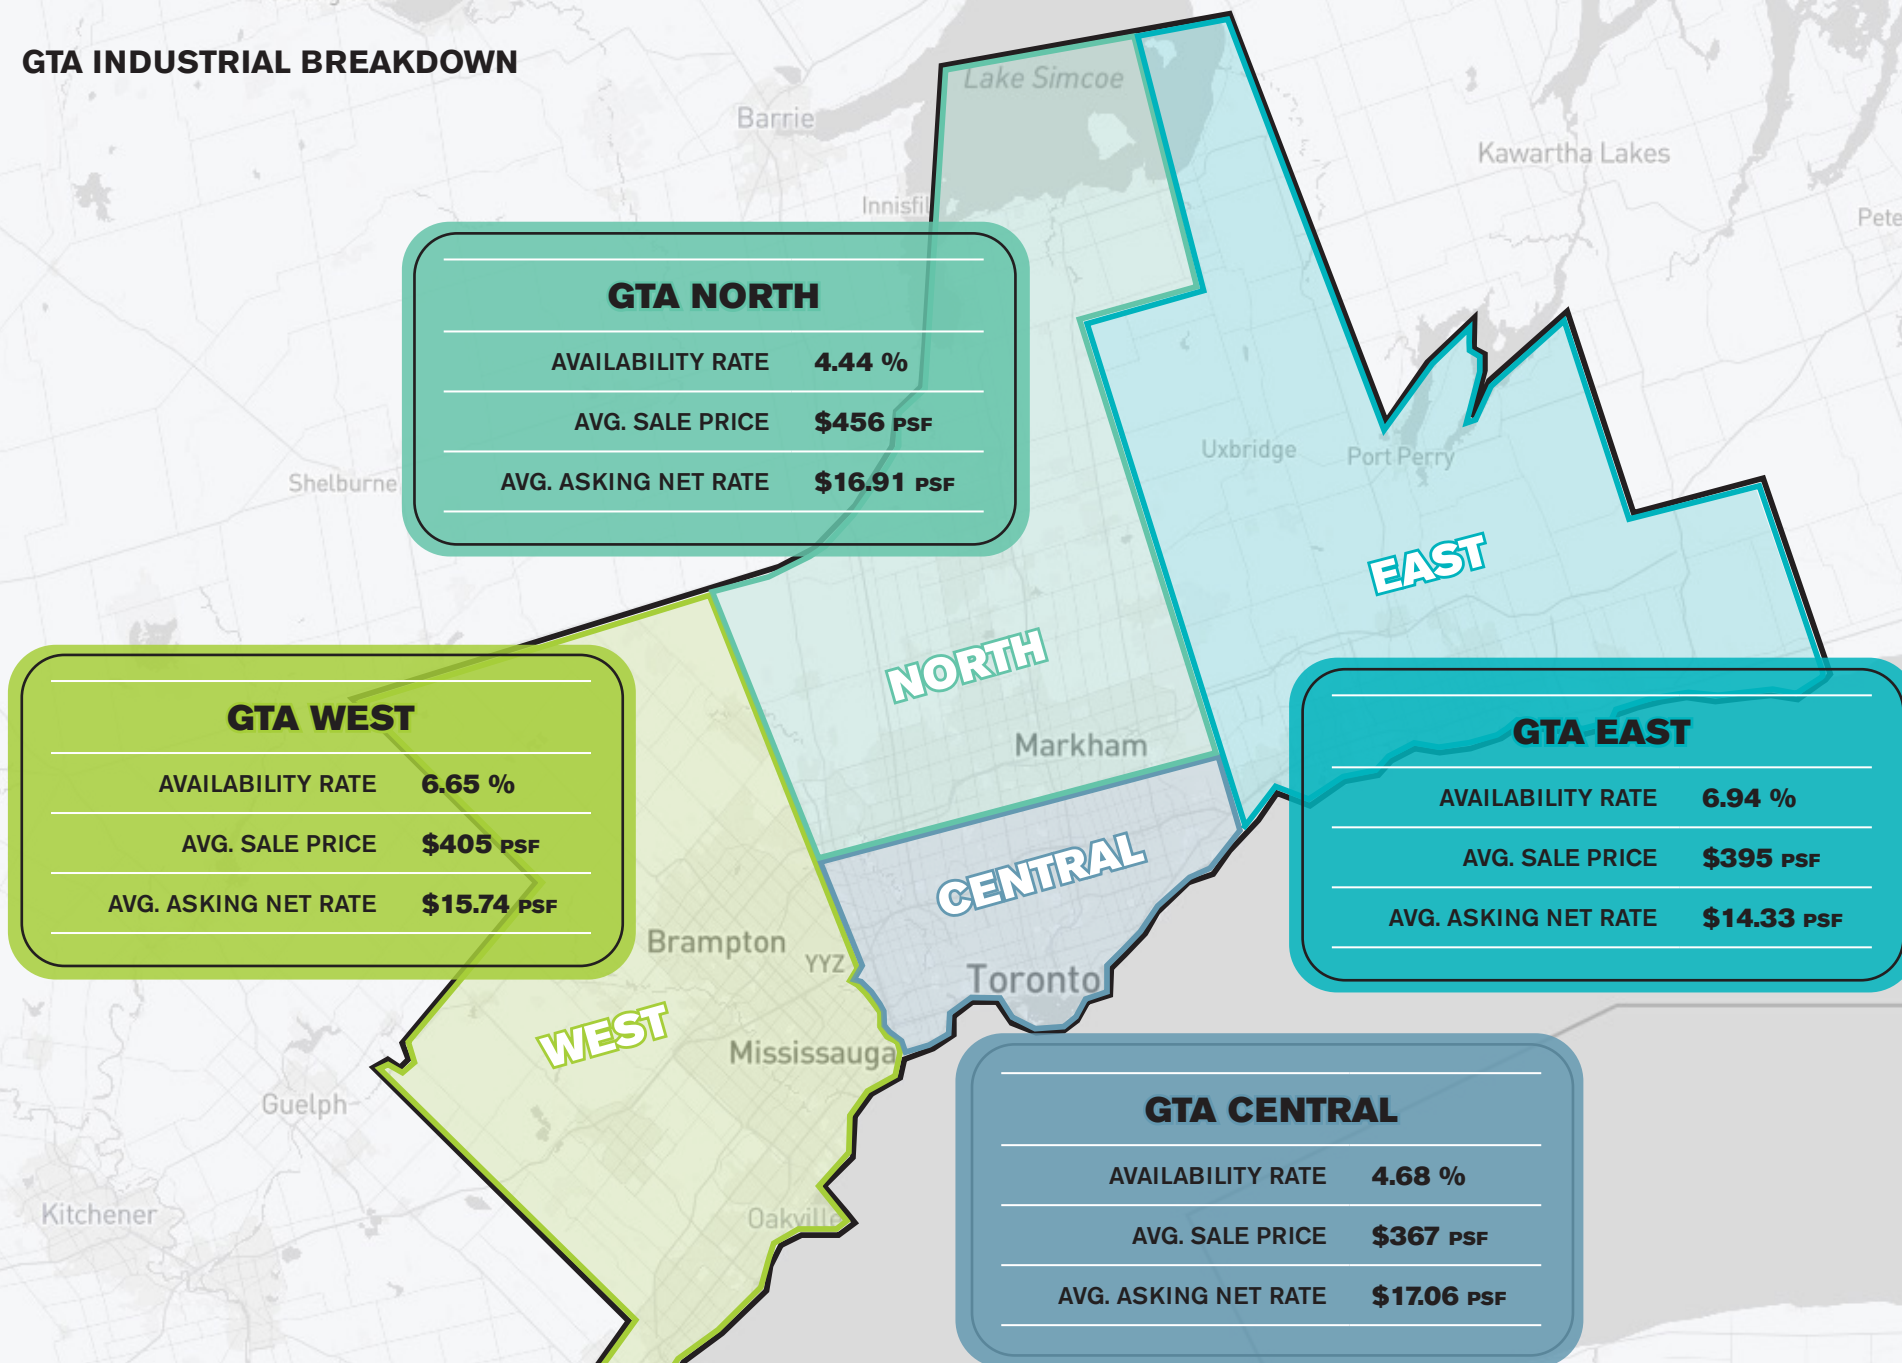 GTA INDUSTRIAL BREAKDOWN
Lake Simcoe
Barrie
Kawartha Lakes
Innisfil
Pete
GTA NORTH
AVAILABILITY RATE 4.44 %
AVG. SALE PRICE $456 PSF
AVG. ASKING NET RATE $16.91 PSF
Shelburne
Uxbridge
Port Perry
EAST
NORTH
Markham
GTA WEST
AVAILABILITY RATE 6.65 %
AVG. SALE PRICE $405 PSF
AVG. ASKING NET RATE $15.74 PSF
GTA EAST
AVAILABILITY RATE 6.94 %
AVG. SALE PRICE $395 PSF
AVG. ASKING NET RATE $14.33 PSF
CENTRAL
Brampton
YYZ
Toronto
WEST
Mississauga
Guelph
Kitchener
Oakville
GTA CENTRAL
AVAILABILITY RATE 4.68 %
AVG. SALE PRICE $367 PSF
AVG. ASKING NET RATE $17.06 PSF